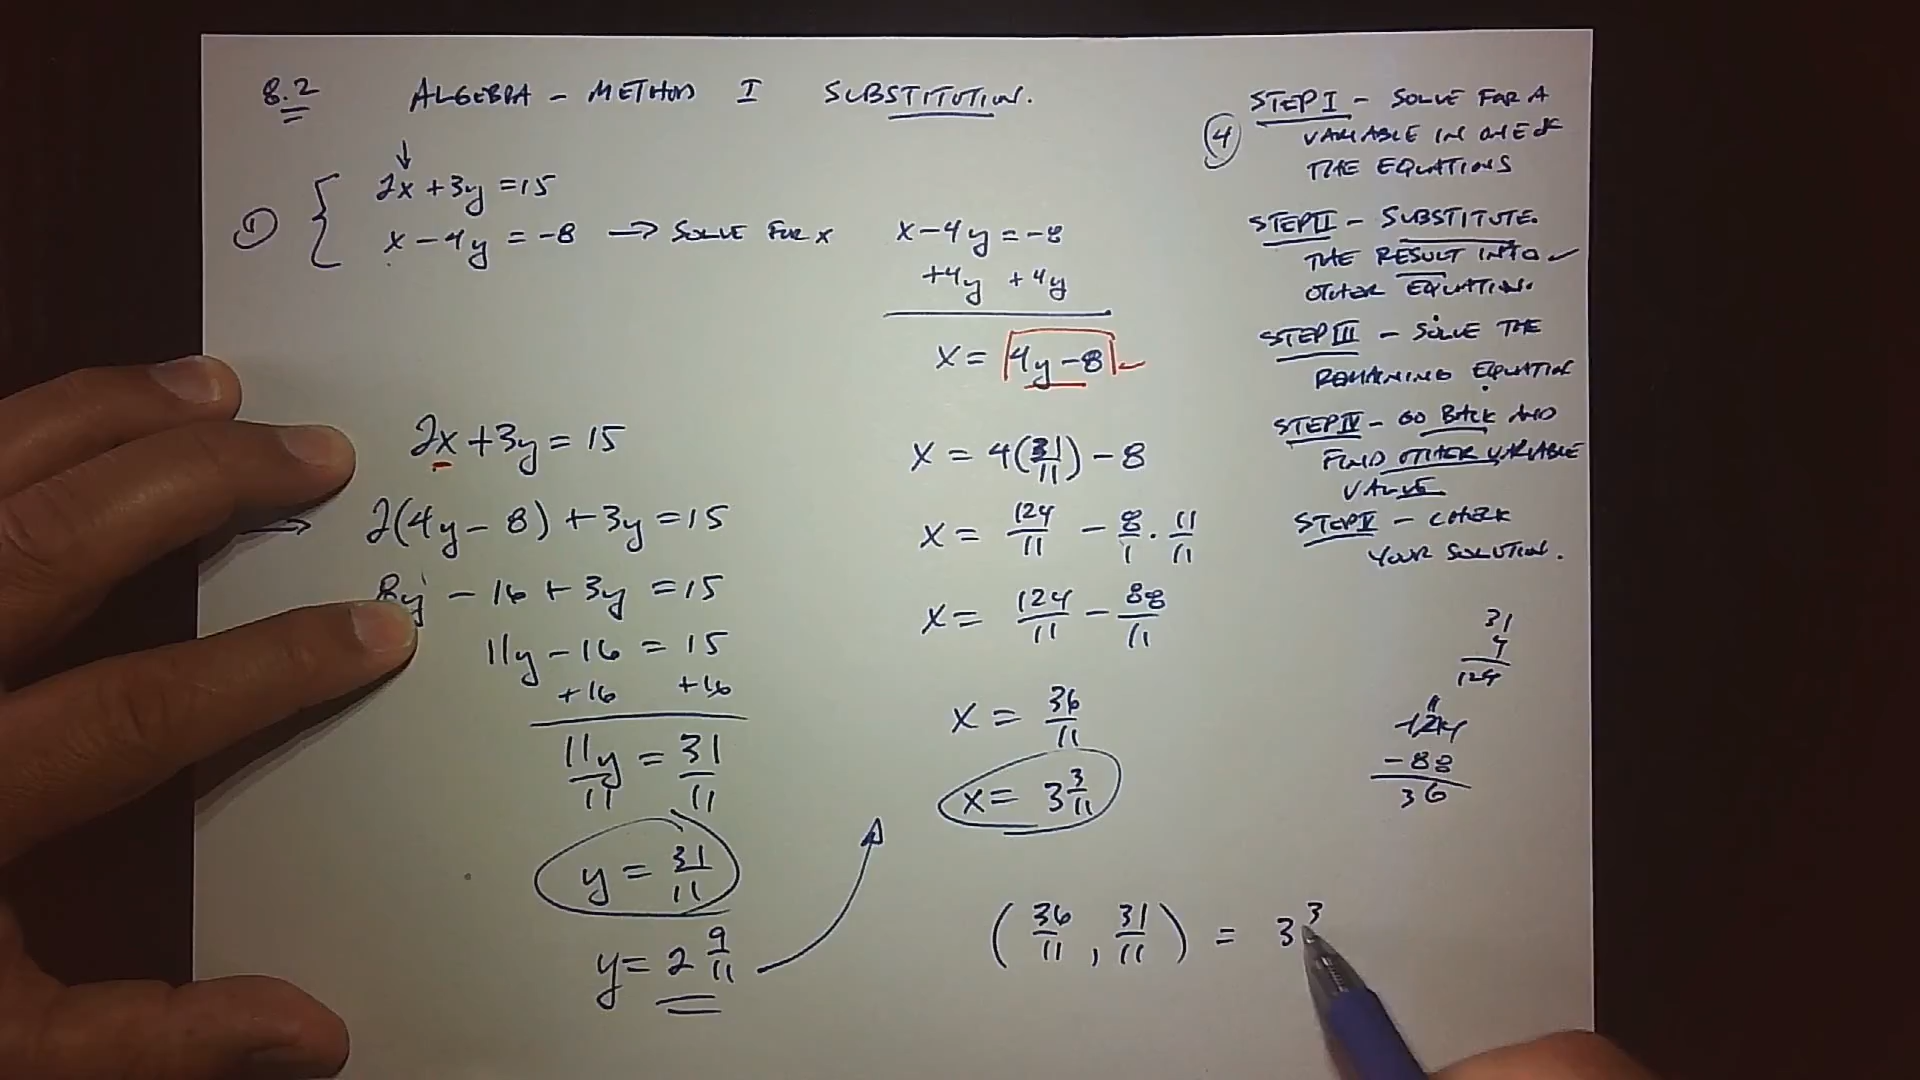 8.2 ALGEBRA - METHOD I SUBSTITUTION.
① { 2x + 3y = 15
x - 4y = -8 → SOLVE FOR x
x - 4y = -8
+4y +4y
x = 4y - 8 ✓
2x + 3y = 15
→ 2(4y - 8) + 3y = 15
8y - 16 + 3y = 15
11y - 16 = 15
+16 +16
11y/11 = 31/11
y = 31/11
y = 2 9/11
x = 4(31/11) - 8
x = 124/11 - 8/1 · 11/11
x = 124/11 - 88/11
x = 36/11
x = 3 3/11
(36/11, 31/11) = 3 3
④ STEP I - SOLVE FOR A
VARIABLE IN ONE OF
THE EQUATIONS
STEP II - SUBSTITUTE.
THE RESULT INTO ✓
OTHER EQUATION.
STEP III - SOLVE THE
REMAINING EQUATION
STEP IV - GO BACK AND
FIND OTHER VARIABLE
VALUE
STEP V - CHECK
YOUR SOLUTION.
31
4
124
11
124
-88
36